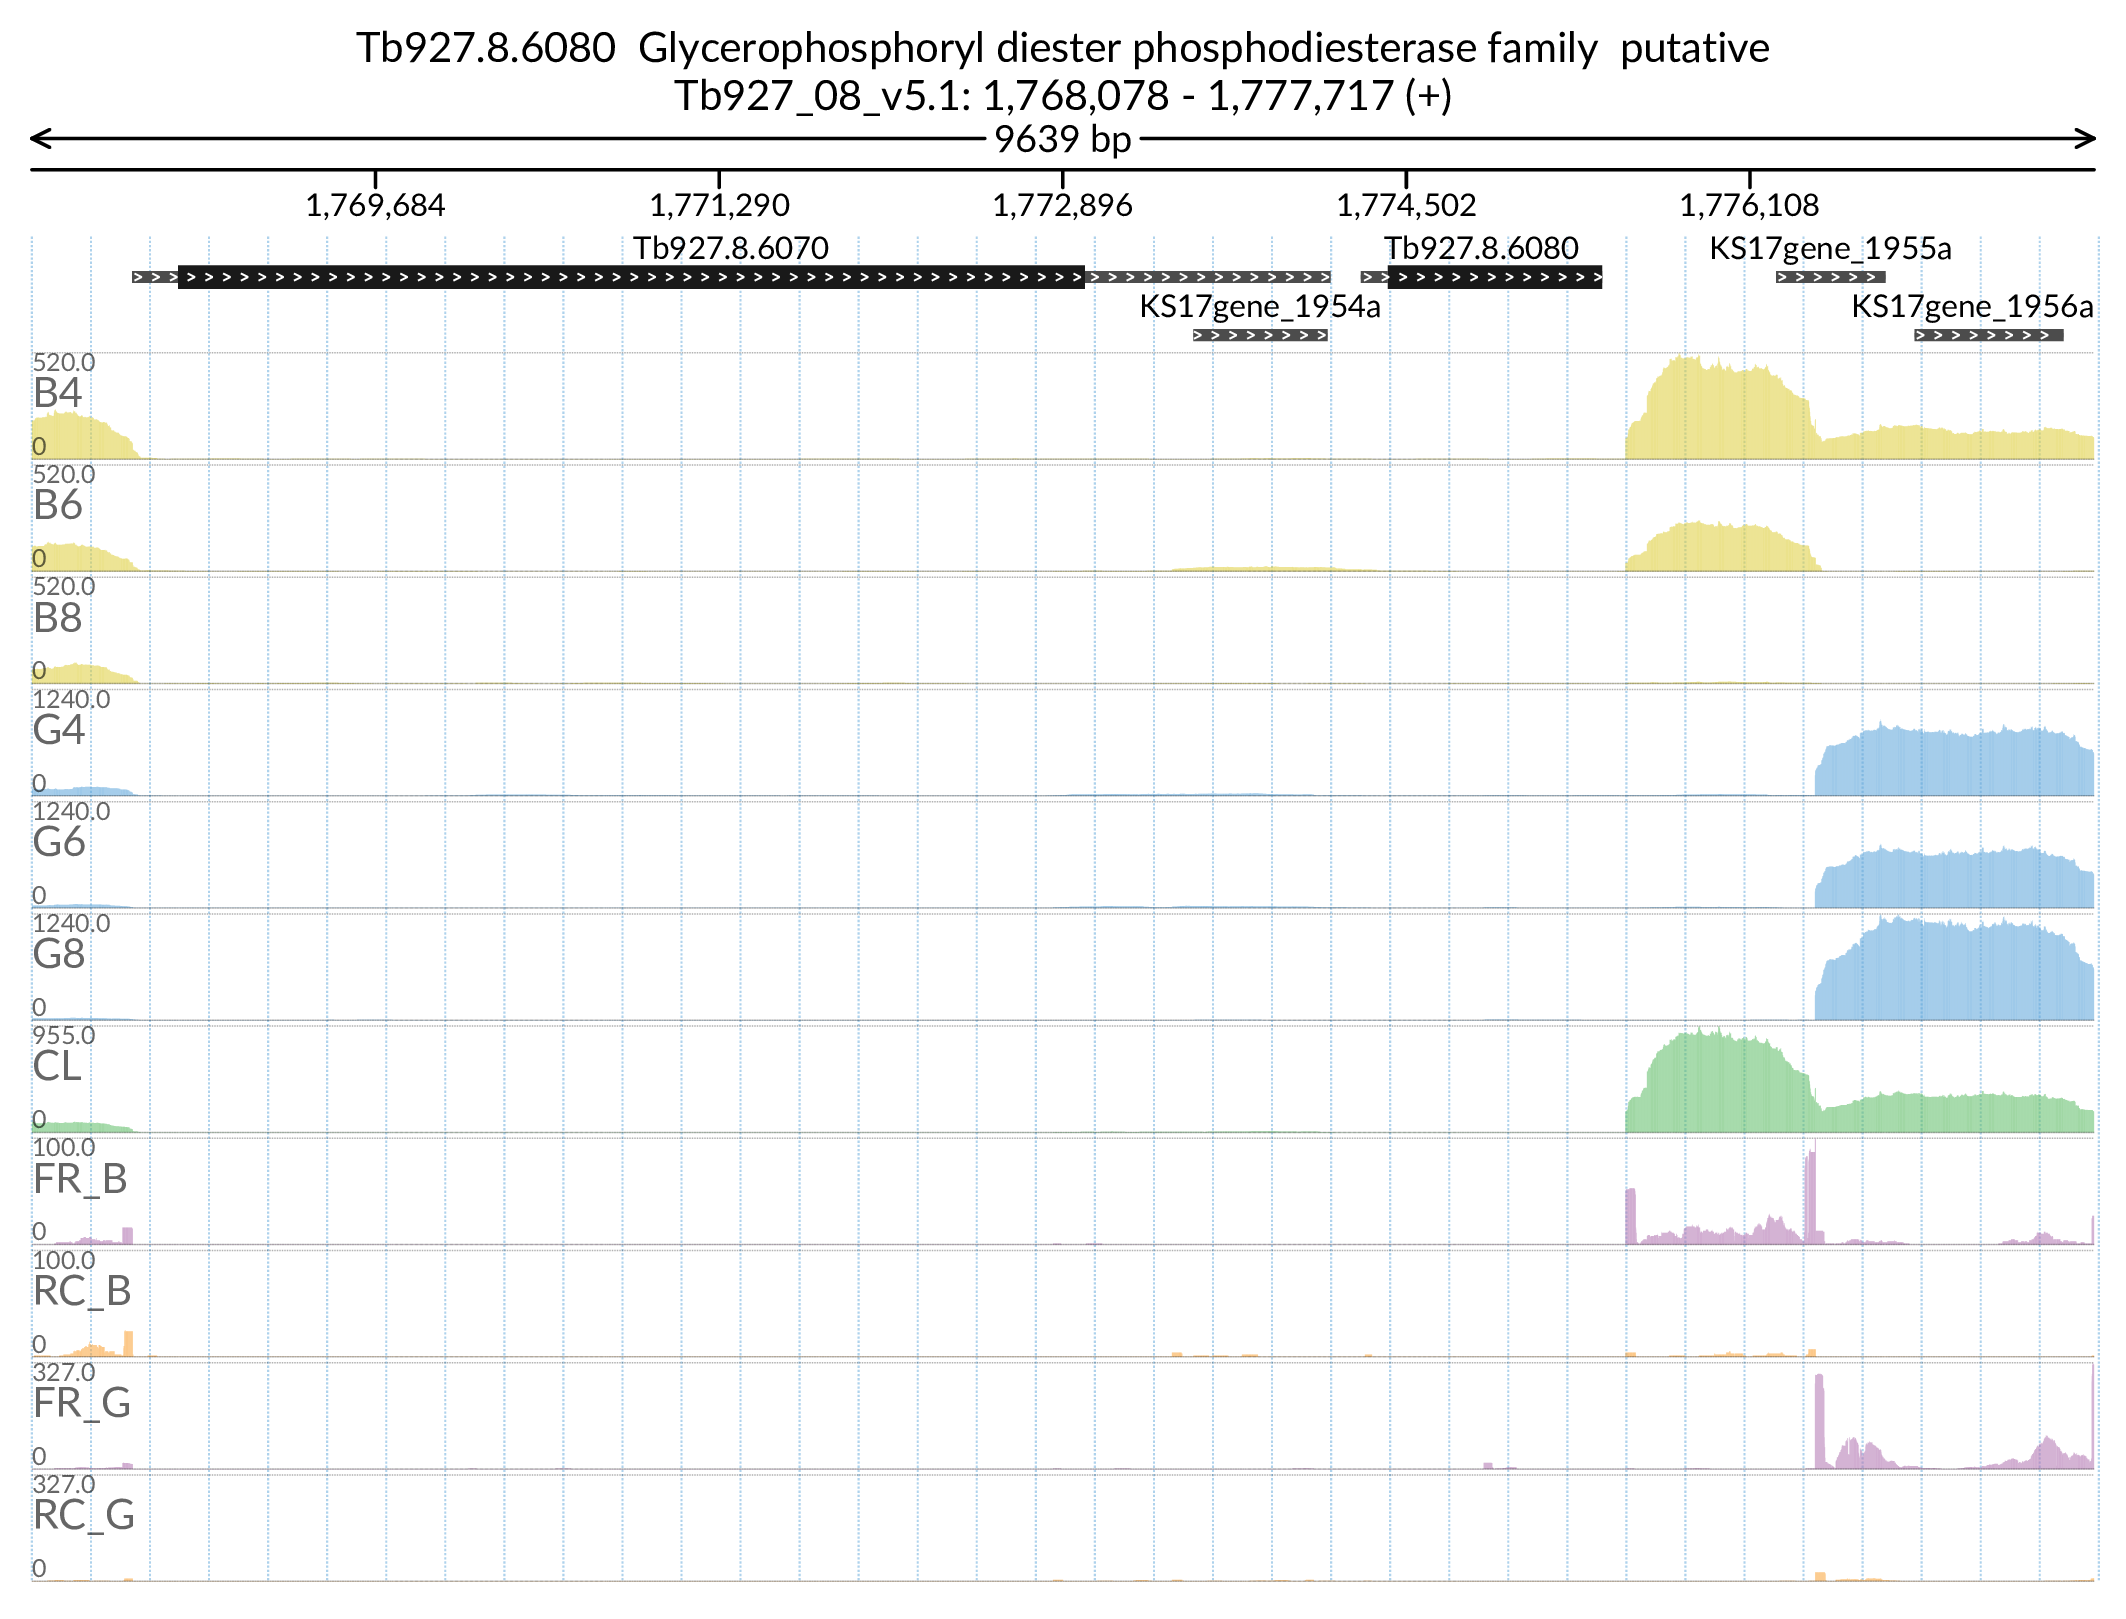 Tb927.8.6080  Glycerophosphoryl diester phosphodiesterase family  putative
Tb927_08_v5.1: 1,768,078 - 1,777,717 (+)
9639 bp
1,769,684 1,771,290 1,772,896 1,774,502 1,776,108
Tb927.8.6070 Tb927.8.6080 KS17gene_1955a
KS17gene_1954a KS17gene_1956a
520.0
B4
0
520.0
B6
0
520.0
B8
0
1240.0
G4
0
1240.0
G6
0
1240.0
G8
0
955.0
CL
0
100.0
FR_B
0
100.0
RC_B
0
327.0
FR_G
0
327.0
RC_G
0